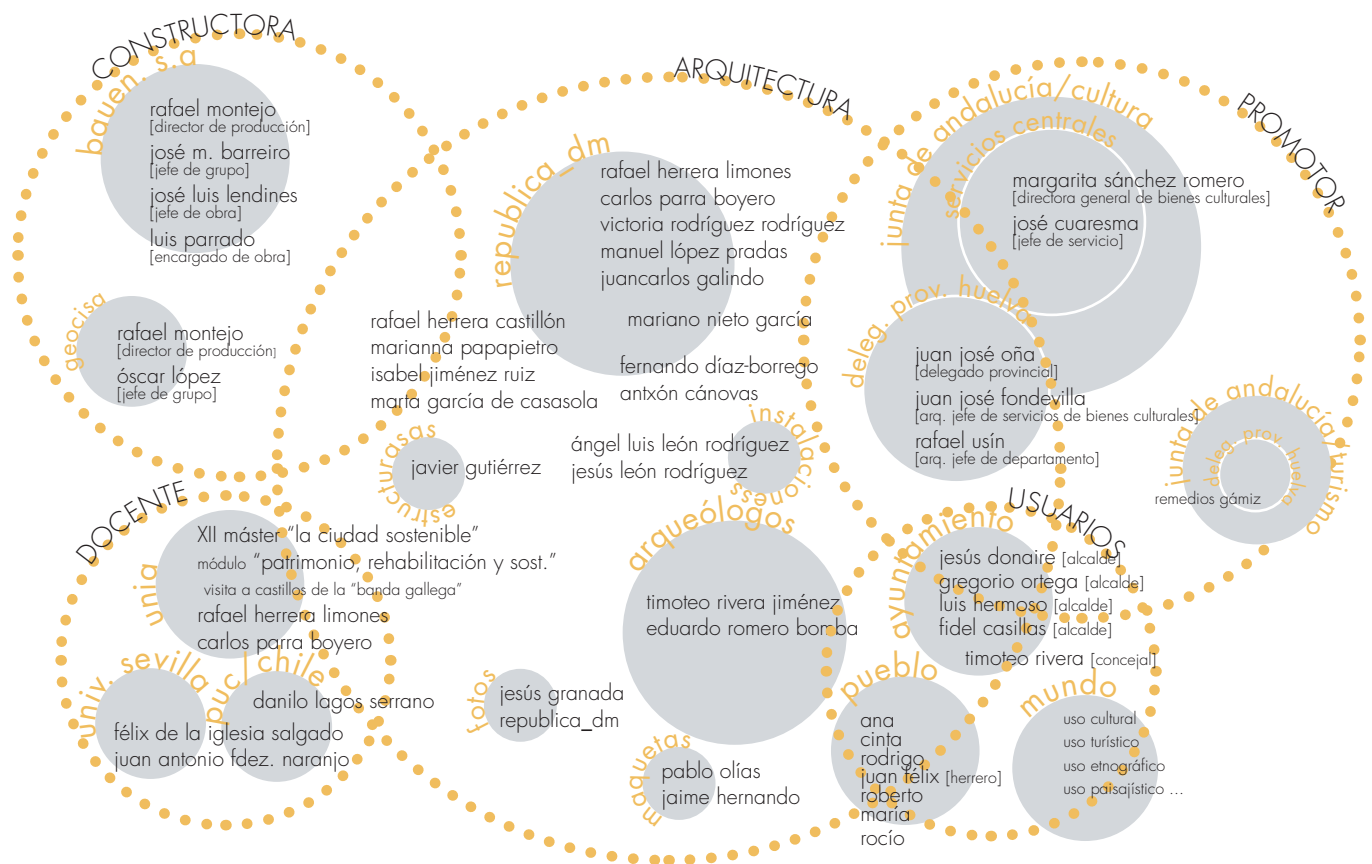 CONSTRUCTORA
bauen, s.a
rafael montejo
[director de producción]
josé m. barreiro
[jefe de grupo]
josé luis lendines
[jefe de obra]
luis parrado
[encargado de obra]
geocisa
rafael montejo
[director de producción]
óscar lópez
[jefe de grupo]
ARQUITECTURA
republica_dm
rafael herrera limones
carlos parra boyero
victoria rodríguez rodríguez
manuel lópez pradas
juancarlos galindo
mariano nieto garcía
fernando díaz-borrego
antxón cánovas
rafael herrera castillón
marianna papapietro
isabel jiménez ruiz
marta garcía de casasola
estructurasas
javier gutiérrez
instalacioness
ángel luis león rodríguez
jesús león rodríguez
arqueólogos
timoteo rivera jiménez
eduardo romero bomba
fotos
jesús granada
republica_dm
maquetas
pablo olías
jaime hernando
PROMOTOR
junta de andalucía/cultura
servicios centrales
margarita sánchez romero
[directora general de bienes culturales]
josé cuaresma
[jefe de servicio]
deleg. prov. huelva
juan josé oña
[delegado provincial]
juan josé fondevilla
[arq. jefe de servicios de bienes culturales]
rafael usín
[arq. jefe de departamento]
junta de andalucía/turismo
deleg. prov. huelva
remedios gámiz
DOCENTE
unia
XII máster "la ciudad sostenible"
módulo "patrimonio, rehabilitación y sost."
visita a castillos de la "banda gallega"
rafael herrera limones
carlos parra boyero
univ. sevilla
félix de la iglesia salgado
juan antonio fdez. naranjo
puc / chile
danilo lagos serrano
USUARIOS
ayuntamiento
jesús donaire [alcalde]
gregorio ortega [alcalde]
luis hermoso [alcalde]
fidel casillas [alcalde]
timoteo rivera [concejal]
pueblo
ana
cinta
rodrigo
juan félix [herrero]
roberto
maría
rocío
mundo
uso cultural
uso turístico
uso etnográfico
uso paisajístico ...